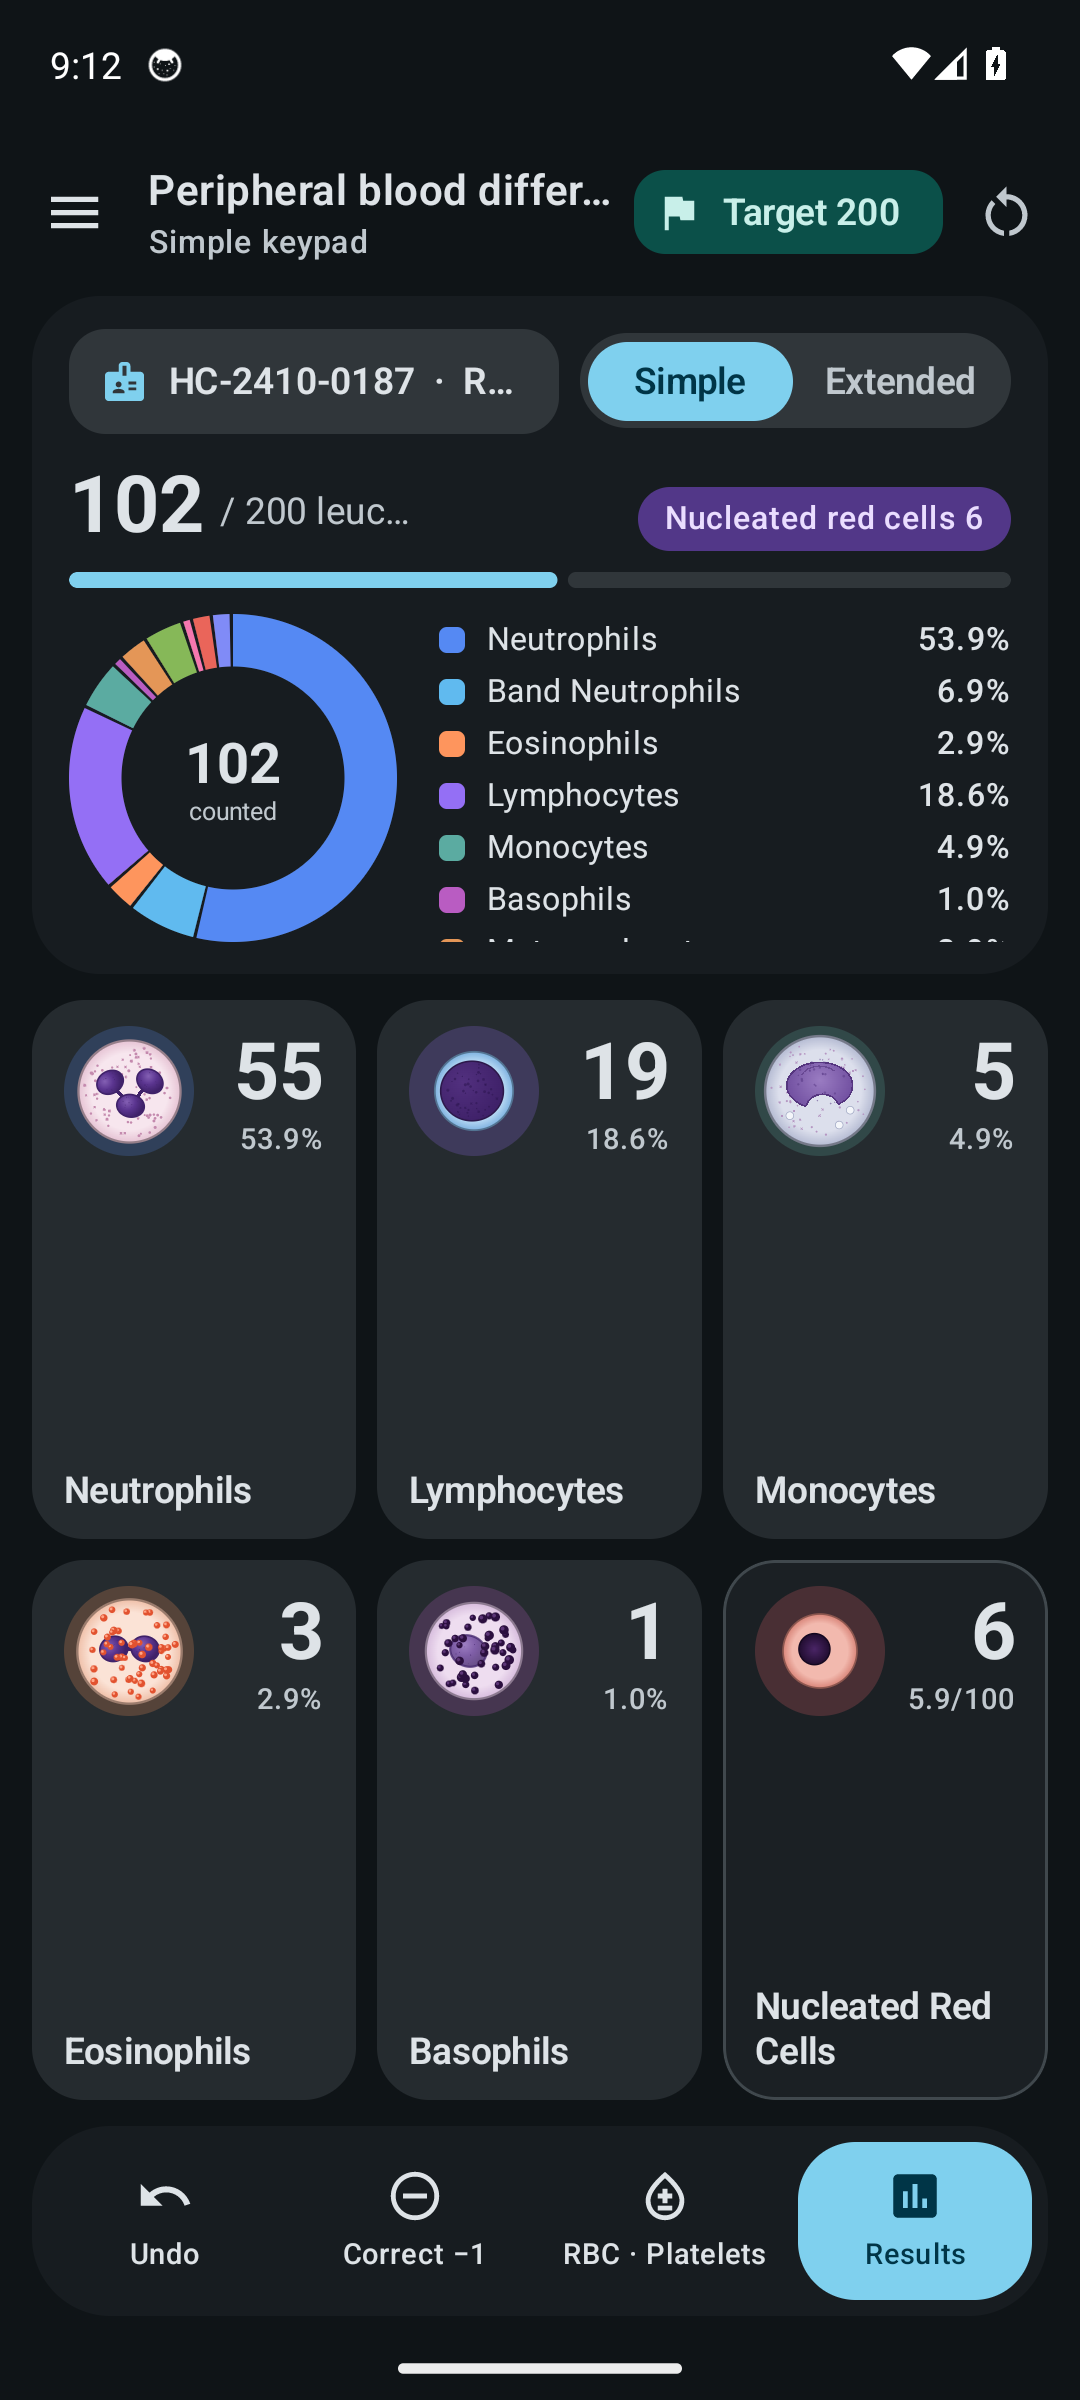 9:12
Peripheral blood differ…
Simple keypad
Target 200
HC-2410-0187 · R…
Simple
Extended
102 / 200 leuc…
Nucleated red cells 6
102
counted
Neutrophils 53.9%
Band Neutrophils 6.9%
Eosinophils 2.9%
Lymphocytes 18.6%
Monocytes 4.9%
Basophils 1.0%
55
53.9%
Neutrophils
19
18.6%
Lymphocytes
5
4.9%
Monocytes
3
2.9%
Eosinophils
1
1.0%
Basophils
6
5.9/100
Nucleated Red
Cells
Undo
Correct −1
RBC · Platelets
Results